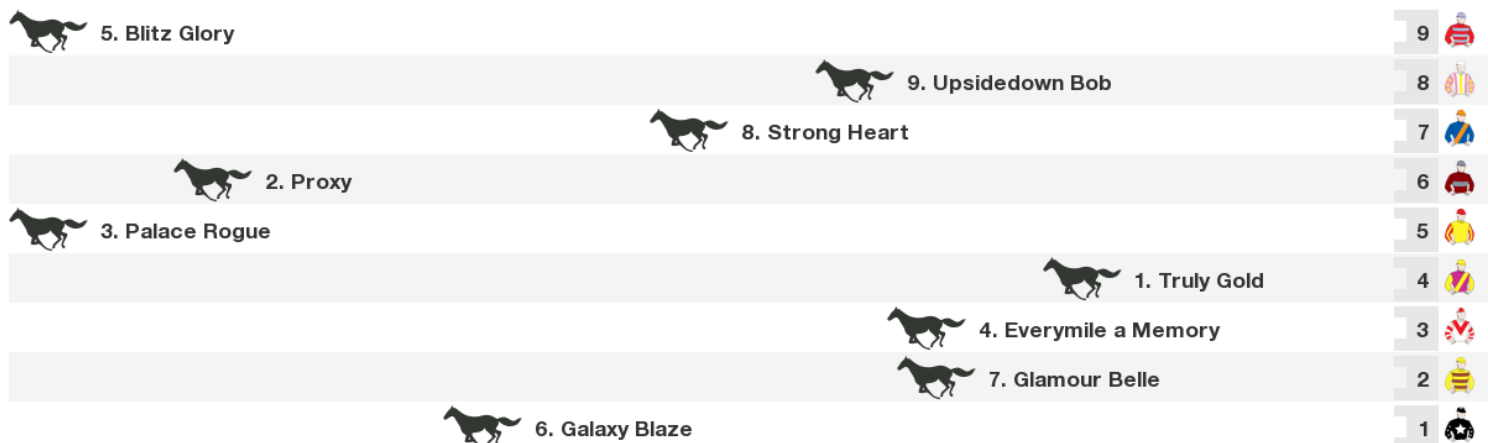 5. Blitz Glory 9
9. Upsidedown Bob 8
8. Strong Heart 7
2. Proxy 6
3. Palace Rogue 5
1. Truly Gold 4
4. Everymile a Memory 3
7. Glamour Belle 2
6. Galaxy Blaze 1